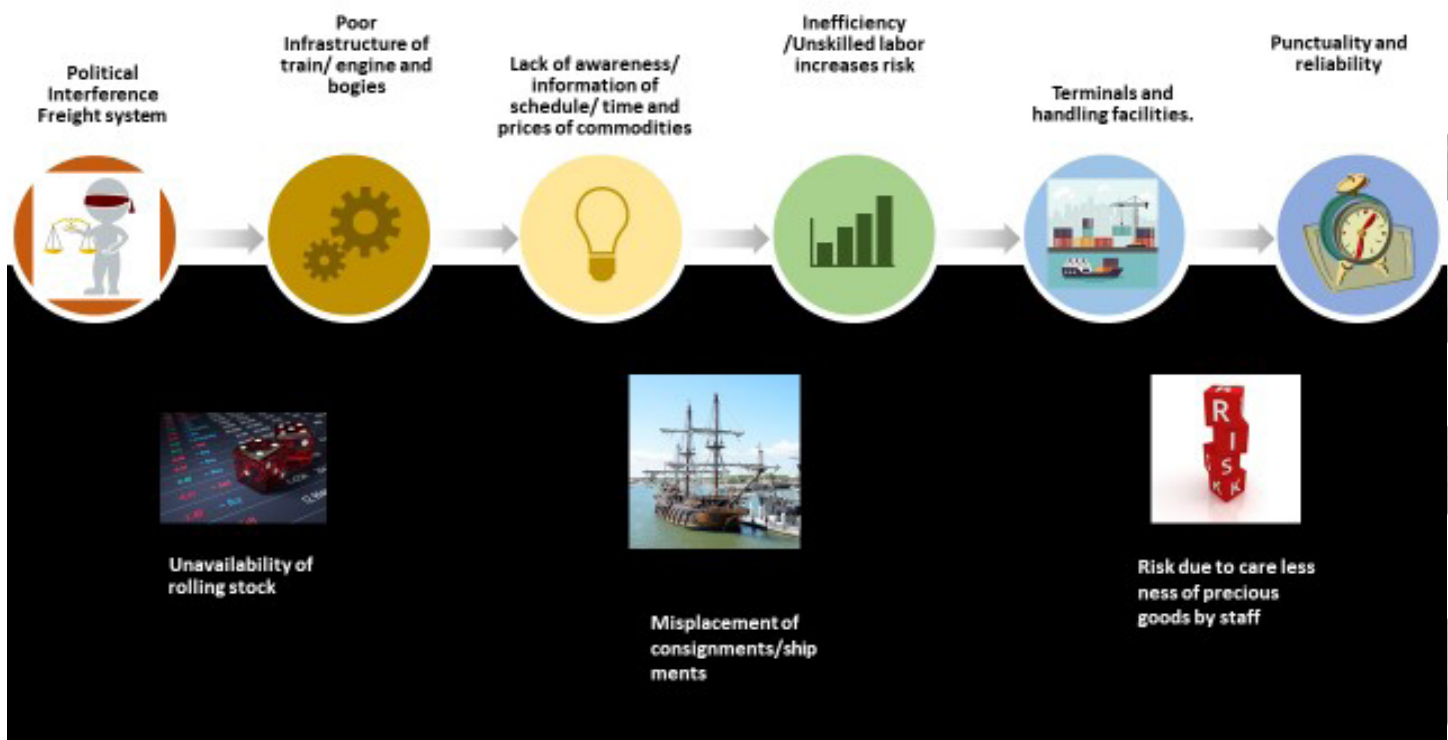 Political
Interference
Freight system
Poor
Infrastructure of
train/ engine and
bogies
Lack of awareness/
information of
schedule/ time and
prices of commodities
Inefficiency
/Unskilled labor
increases risk
Terminals and
handling facilities.
Punctuality and
reliability
Unavailability of
rolling stock
Misplacement of
consignments/ship
ments
R
I
S
K K
Risk due to care less
ness of precious
goods by staff